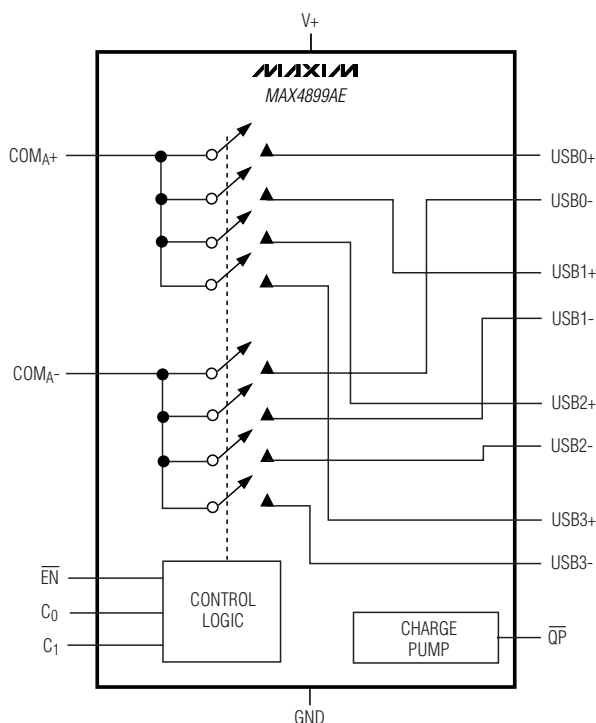 V+
MAXIM
MAX4899AE
COMA+
USB0+
USB0-
USB1+
USB1-
COMA-
USB2+
USB2-
USB3+
USB3-
EN
C0
C1
CONTROL
LOGIC
CHARGE
PUMP
QP
GND